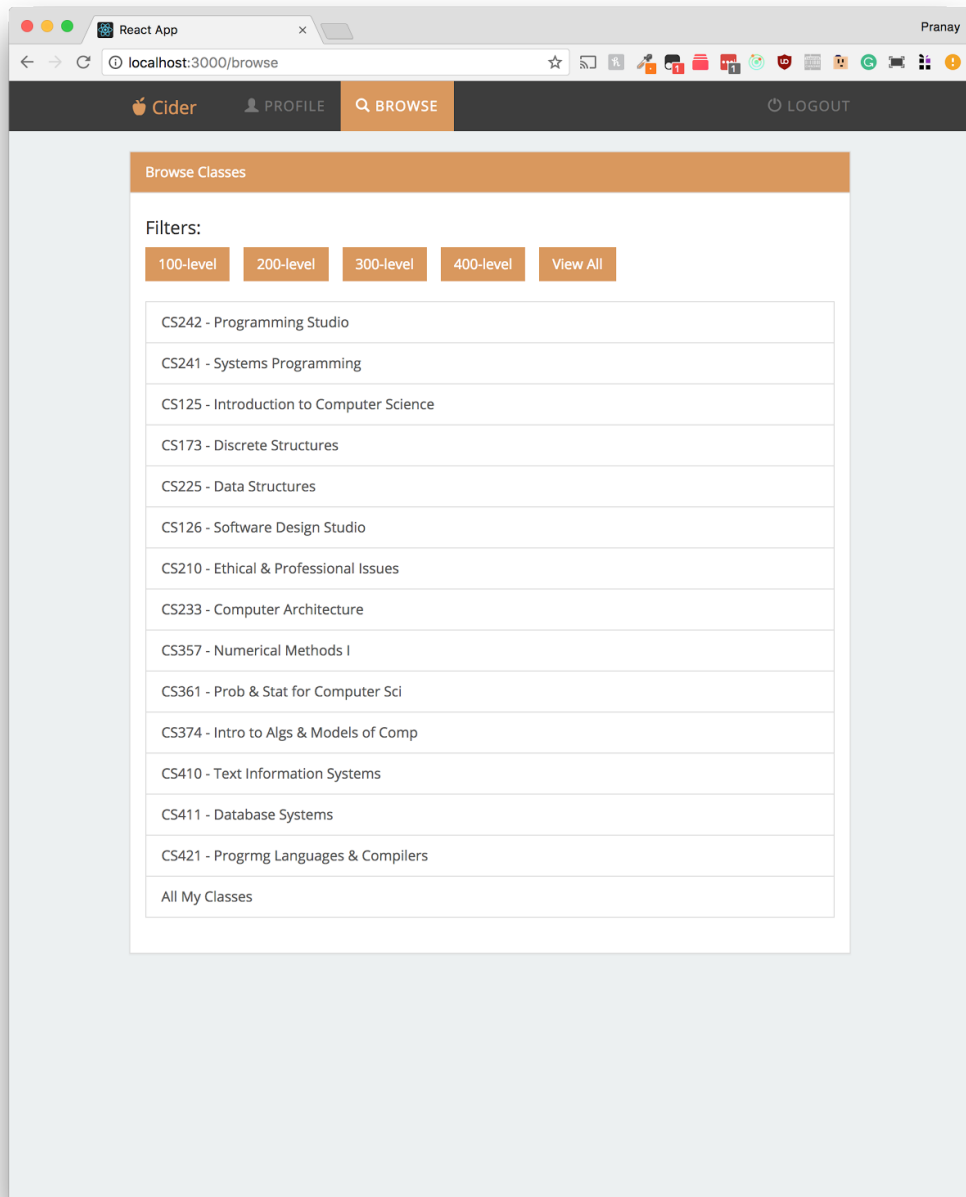 React App
Pranay
localhost:3000/browse
Cider PROFILE BROWSE LOGOUT
Browse Classes
Filters:
100-level 200-level 300-level 400-level View All
CS242 - Programming Studio
CS241 - Systems Programming
CS125 - Introduction to Computer Science
CS173 - Discrete Structures
CS225 - Data Structures
CS126 - Software Design Studio
CS210 - Ethical & Professional Issues
CS233 - Computer Architecture
CS357 - Numerical Methods I
CS361 - Prob & Stat for Computer Sci
CS374 - Intro to Algs & Models of Comp
CS410 - Text Information Systems
CS411 - Database Systems
CS421 - Progrmg Languages & Compilers
All My Classes